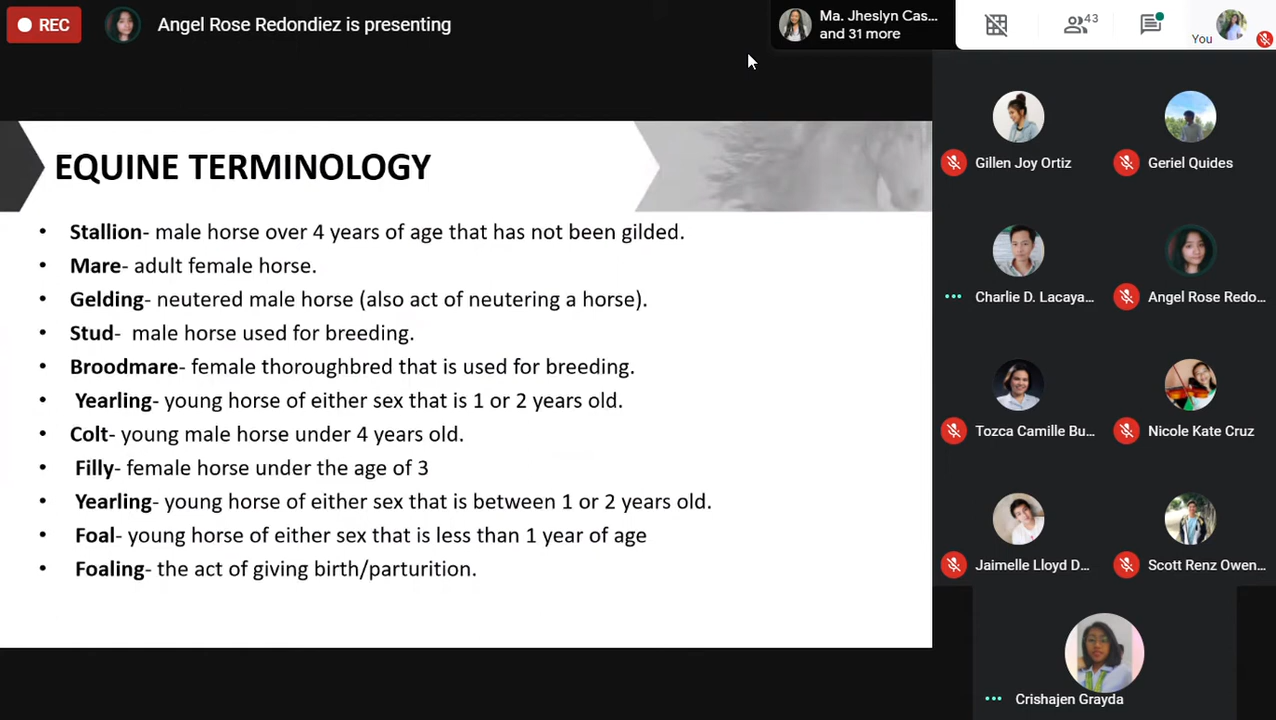 REC
Angel Rose Redondiez is presenting
Ma. Jheslyn Cas...
and 31 more
43
You
EQUINE TERMINOLOGY
• Stallion- male horse over 4 years of age that has not been gilded.
• Mare- adult female horse.
• Gelding- neutered male horse (also act of neutering a horse).
• Stud- male horse used for breeding.
• Broodmare- female thoroughbred that is used for breeding.
• Yearling- young horse of either sex that is 1 or 2 years old.
• Colt- young male horse under 4 years old.
• Filly- female horse under the age of 3
• Yearling- young horse of either sex that is between 1 or 2 years old.
• Foal- young horse of either sex that is less than 1 year of age
• Foaling- the act of giving birth/parturition.
Gillen Joy Ortiz
Geriel Quides
Charlie D. Lacaya...
Angel Rose Redo...
Tozca Camille Bu...
Nicole Kate Cruz
Jaimelle Lloyd D...
Scott Renz Owen...
Crishajen Grayda